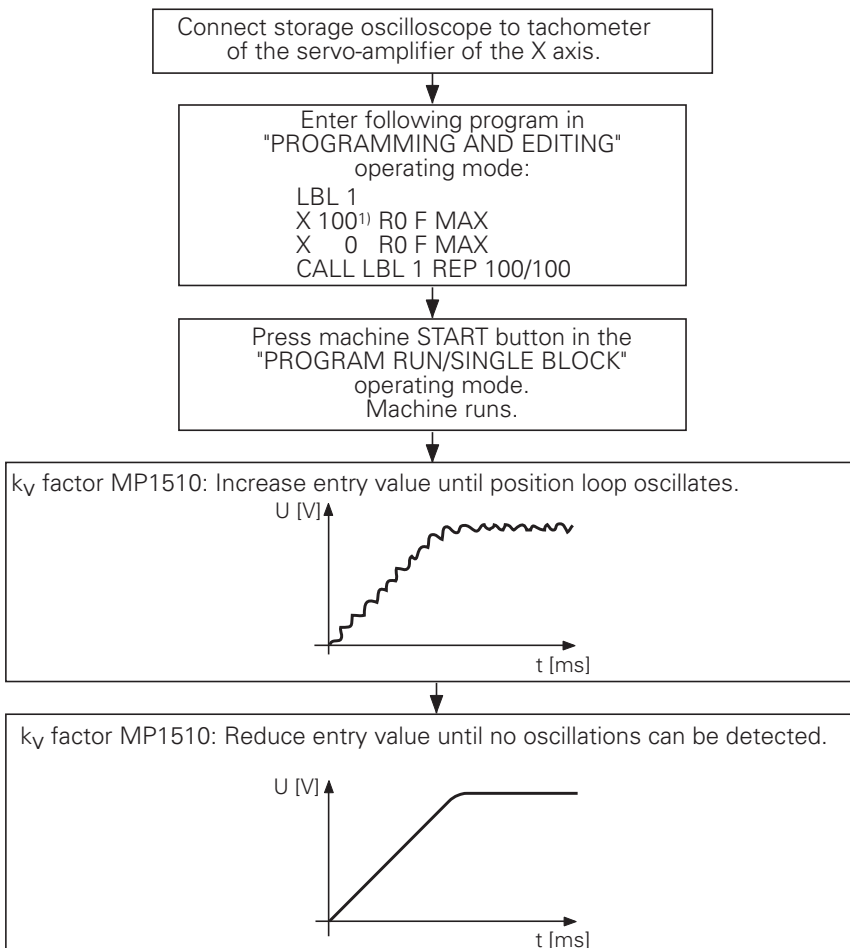 Connect storage oscilloscope to tachometer
of the servo-amplifier of the X axis.
Enter following program in
"PROGRAMMING AND EDITING"
operating mode:
LBL 1
X 100¹⁾ R0 F MAX
X 0 R0 F MAX
CALL LBL 1 REP 100/100
Press machine START button in the
"PROGRAM RUN/SINGLE BLOCK"
operating mode.
Machine runs.
kV factor MP1510: Increase entry value until position loop oscillates.
U [V]
t [ms]
kV factor MP1510: Reduce entry value until no oscillations can be detected.
U [V]
t [ms]